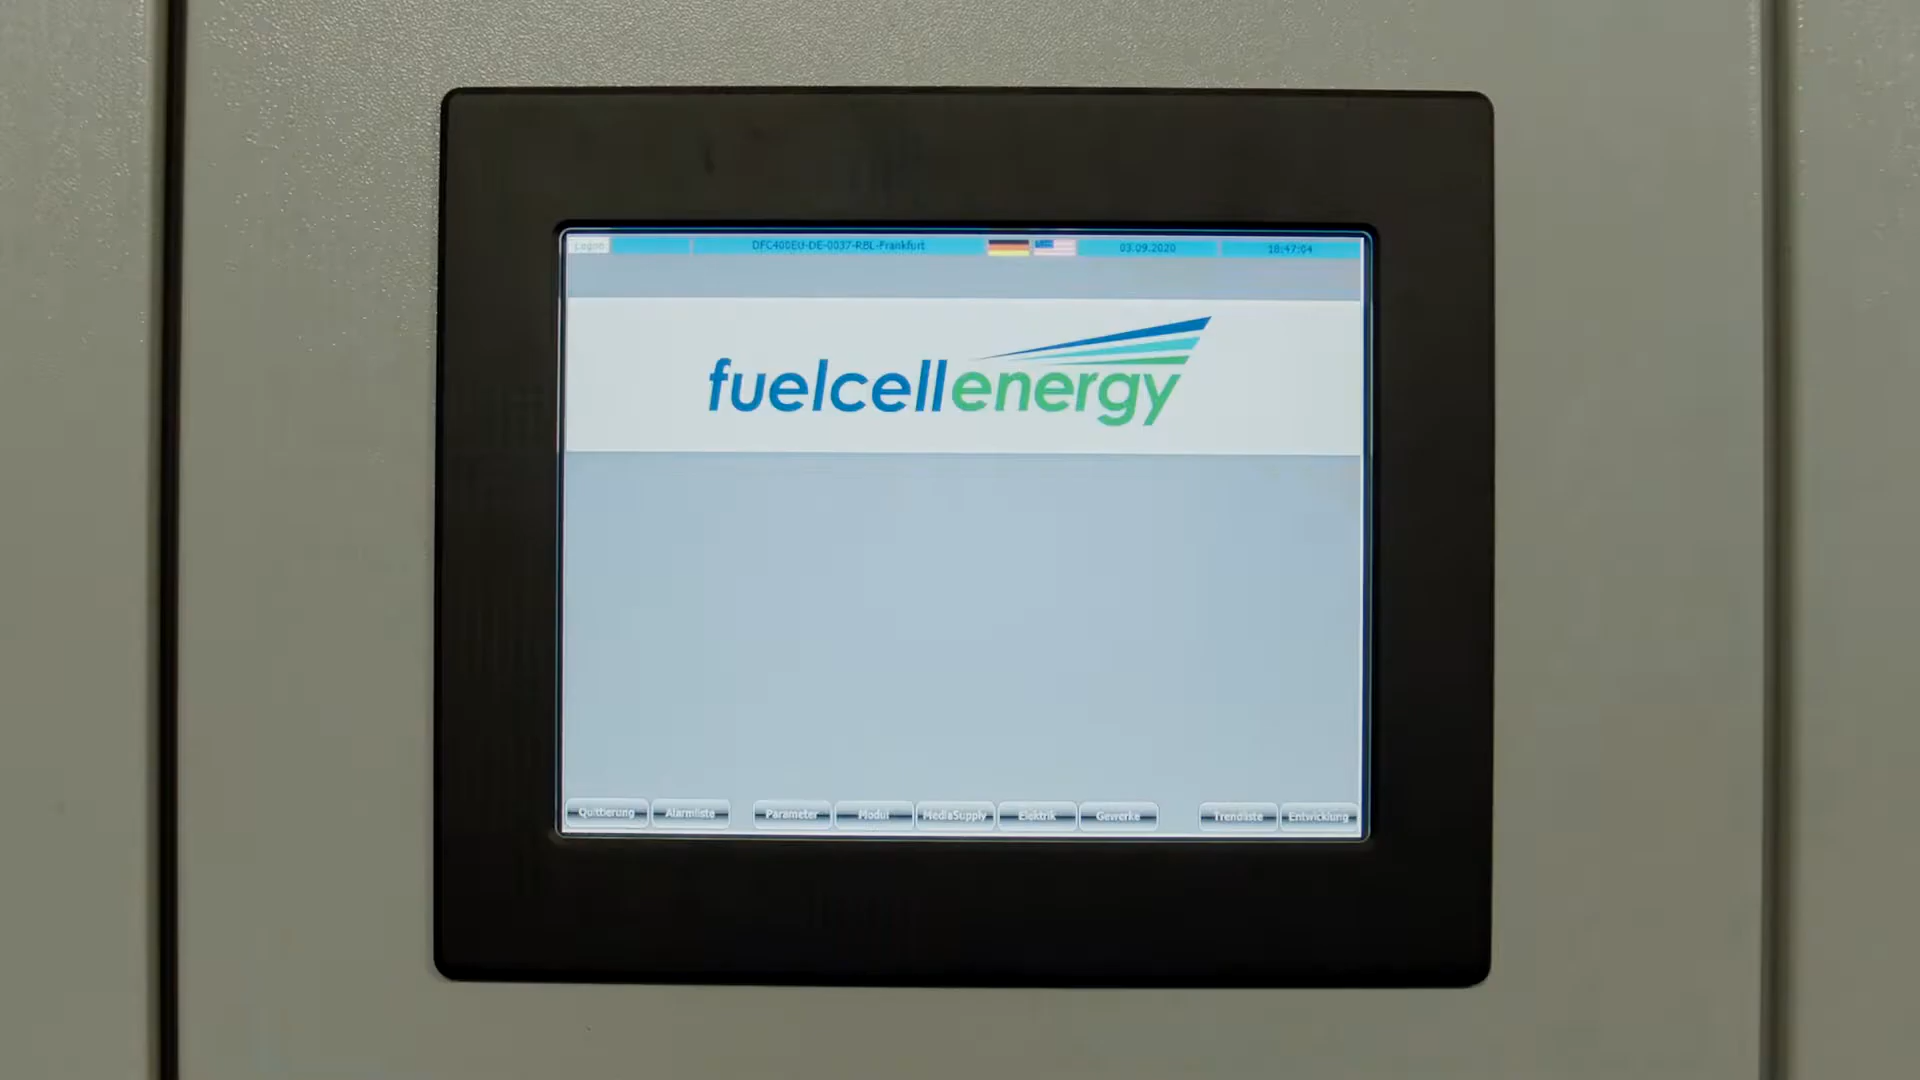 Logon DFC400EU-DE-0037-RBL-Frankfurt 03.09.2020 18:47:04
fuelcellenergy
Quittierung Alarmliste Parameter Modul MediaSupply Elektrik Gewerke Trendliste Entwicklung